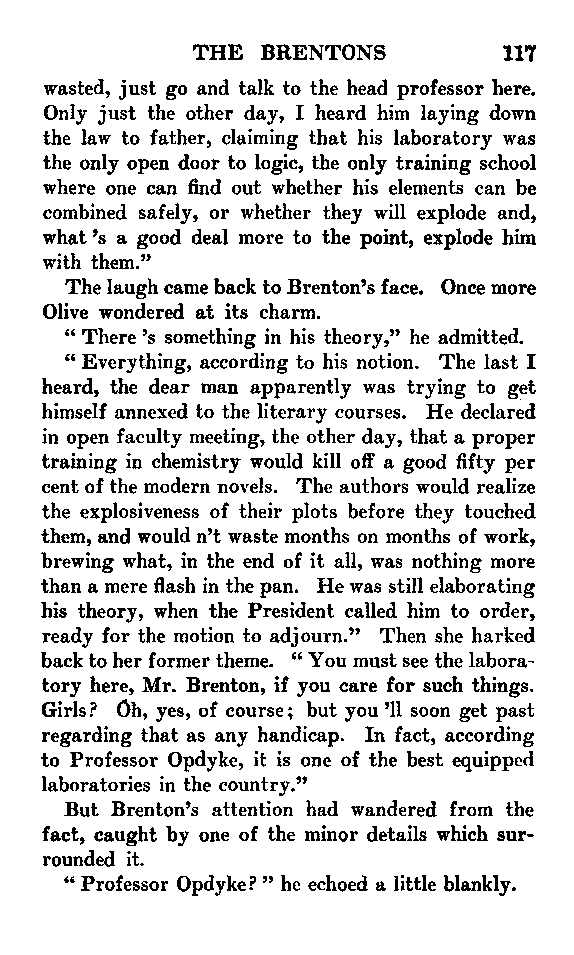 THE BRENTONS 117
wasted, just go and talk to the head professor here.
Only just the other day, I heard him laying down
the law to father, claiming that his laboratory was
the only open door to logic, the only training school
where one can find out whether his elements can be
combined safely, or whether they will explode and,
what 's a good deal more to the point, explode him
with them."
The laugh came back to Brenton's face. Once more
Olive wondered at its charm.
" There 's something in his theory," he admitted.
" Everything, according to his notion. The last I
heard, the dear man apparently was trying to get
himself annexed to the literary courses. He declared
in open faculty meeting, the other day, that a proper
training in chemistry would kill off a good fifty per
cent of the modern novels. The authors would realize
the explosiveness of their plots before they touched
them, and would n't waste months on months of work,
brewing what, in the end of it all, was nothing more
than a mere flash in the pan. He was still elaborating
his theory, when the President called him to order,
ready for the motion to adjourn." Then she harked
back to her former theme. " You must see the labora-
tory here, Mr. Brenton, if you care for such things.
Girls? Oh, yes, of course; but you 'll soon get past
regarding that as any handicap. In fact, according
to Professor Opdyke, it is one of the best equipped
laboratories in the country."
But Brenton's attention had wandered from the
fact, caught by one of the minor details which sur-
rounded it.
" Professor Opdyke? " he echoed a little blankly.